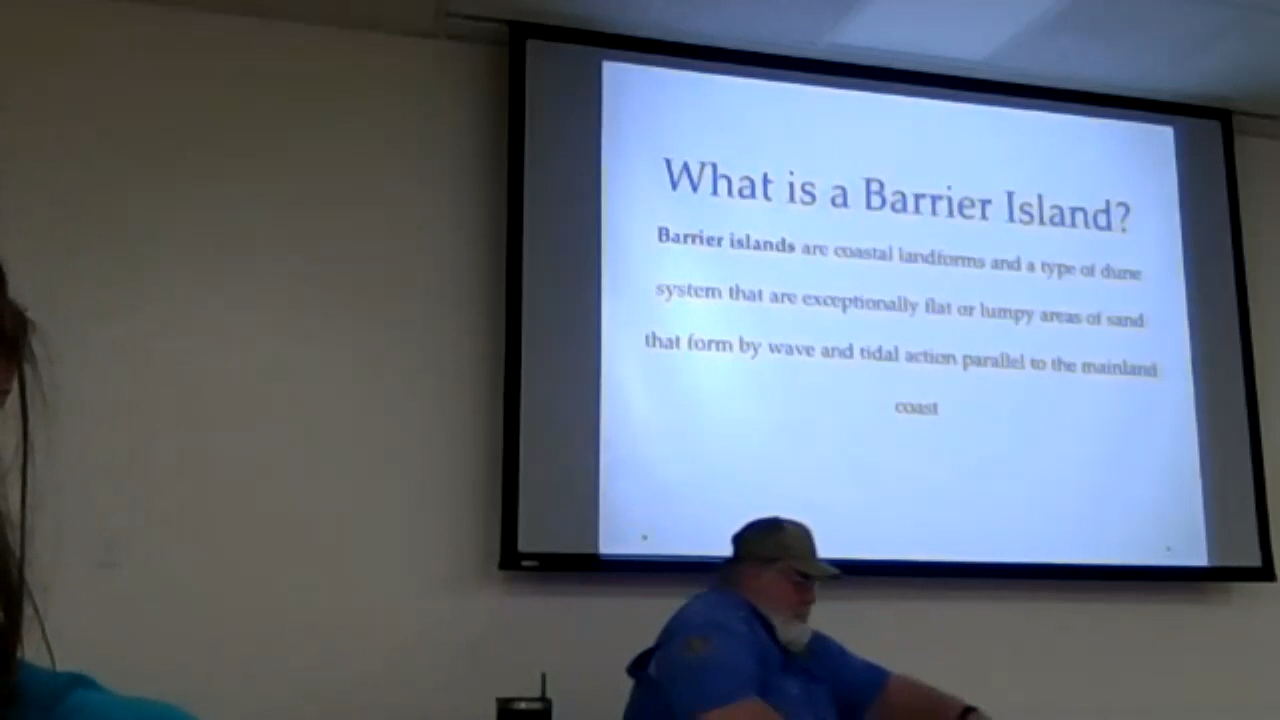 What is a Barrier Island?
Barrier islands are coastal landforms and a type of dune
system that are exceptionally flat or lumpy areas of sand
that form by wave and tidal action parallel to the mainland
coast